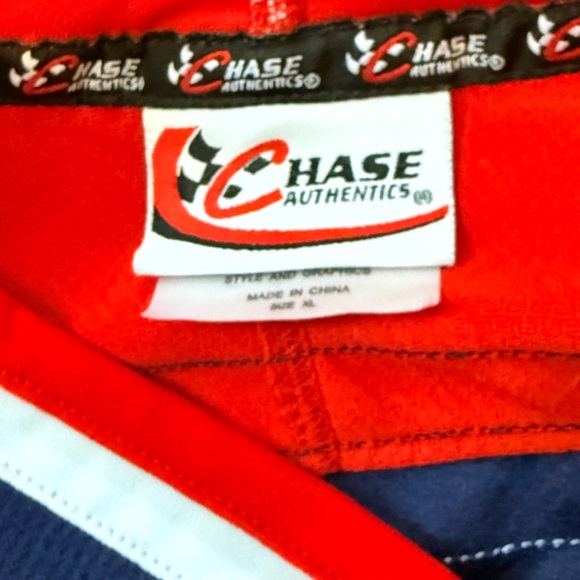 CHASE CHASE CHASE
AUTHENTICS® AUTHENTICS® AUTHENTICS®
CHASE
AUTHENTICS®
STYLE AND GRAPHICS
MADE IN CHINA
SIZE XL